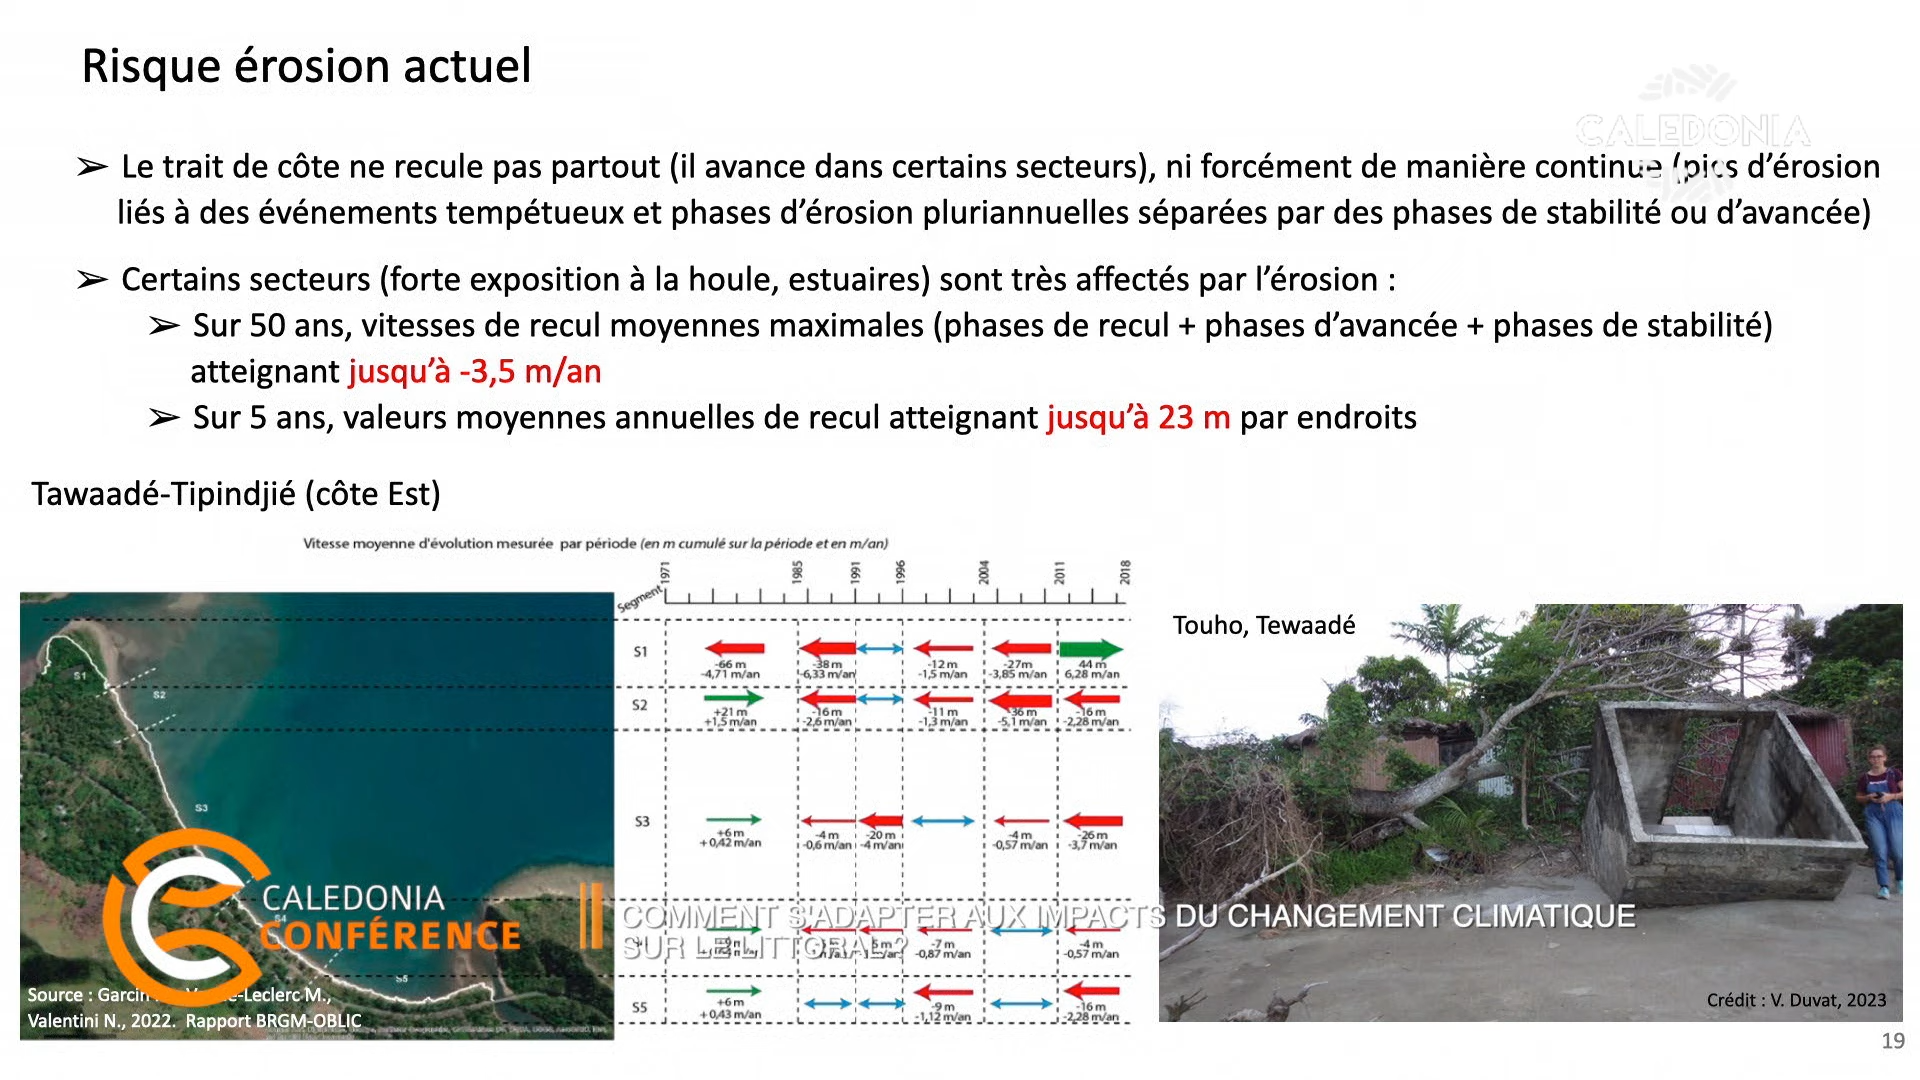 Risque érosion actuel
CALEDONIA
➢ Le trait de côte ne recule pas partout (il avance dans certains secteurs), ni forcément de manière continue (pics d’érosion
liés à des événements tempétueux et phases d’érosion pluriannuelles séparées par des phases de stabilité ou d’avancée)
➢ Certains secteurs (forte exposition à la houle, estuaires) sont très affectés par l’érosion :
➢ Sur 50 ans, vitesses de recul moyennes maximales (phases de recul + phases d’avancée + phases de stabilité)
atteignant jusqu’à -3,5 m/an
➢ Sur 5 ans, valeurs moyennes annuelles de recul atteignant jusqu’à 23 m par endroits
Tawaadé-Tipindjié (côte Est)
Vitesse moyenne d'évolution mesurée par période (en m cumulé sur la période et en m/an)
Segment 1971 1985 1991 1996 2004 2011 2018
S1
-66 m -38 m -12 m -27m 44 m
-4,71 m/an -6,33 m/an -1,5 m/an -3,85 m/an 6,28 m/an
S2
+21 m -16 m -11 m -36 m -16 m
+1,5 m/an -2,6 m/an -1,3 m/an -5,1 m/an -2,28 m/an
S3
+6 m -4 m -20 m -4 m -26 m
+ 0,42 m/an -0,6 m/an -4 m/an -0,57 m/an -3,7 m/an
-7 m -4 m
-0,87 m/an -0,57 m/an
S5
+6 m -9 m -16 m
+ 0,43 m/an -1,12 m/an -2,28 m/an
S1
S2
S3
S4
S5
CALEDONIA
CONFÉRENCE
COMMENT S'ADAPTER AUX IMPACTS DU CHANGEMENT CLIMATIQUE
SUR LE LITTORAL ?
Source : Garcin -Leclerc M.,
Valentini N., 2022. Rapport BRGM-OBLIC
Touho, Tewaadé
Crédit : V. Duvat, 2023
19